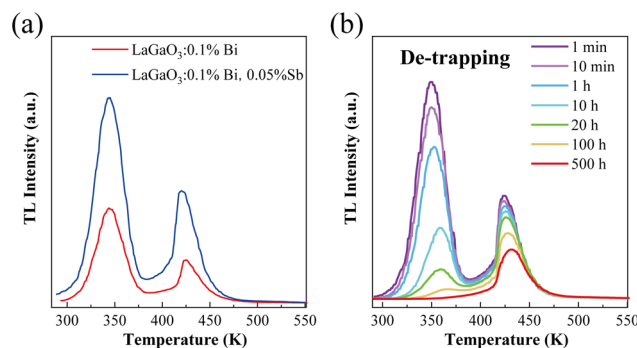 (a)
LaGaO₃:0.1% Bi
LaGaO₃:0.1% Bi, 0.05%Sb
TL Intensity (a.u.)
300 350 400 450 500 550
Temperature (K)
(b)
De-trapping
1 min
10 min
1 h
10 h
20 h
100 h
500 h
TL Intensity (a.u.)
300 350 400 450 500 550
Temperature (K)